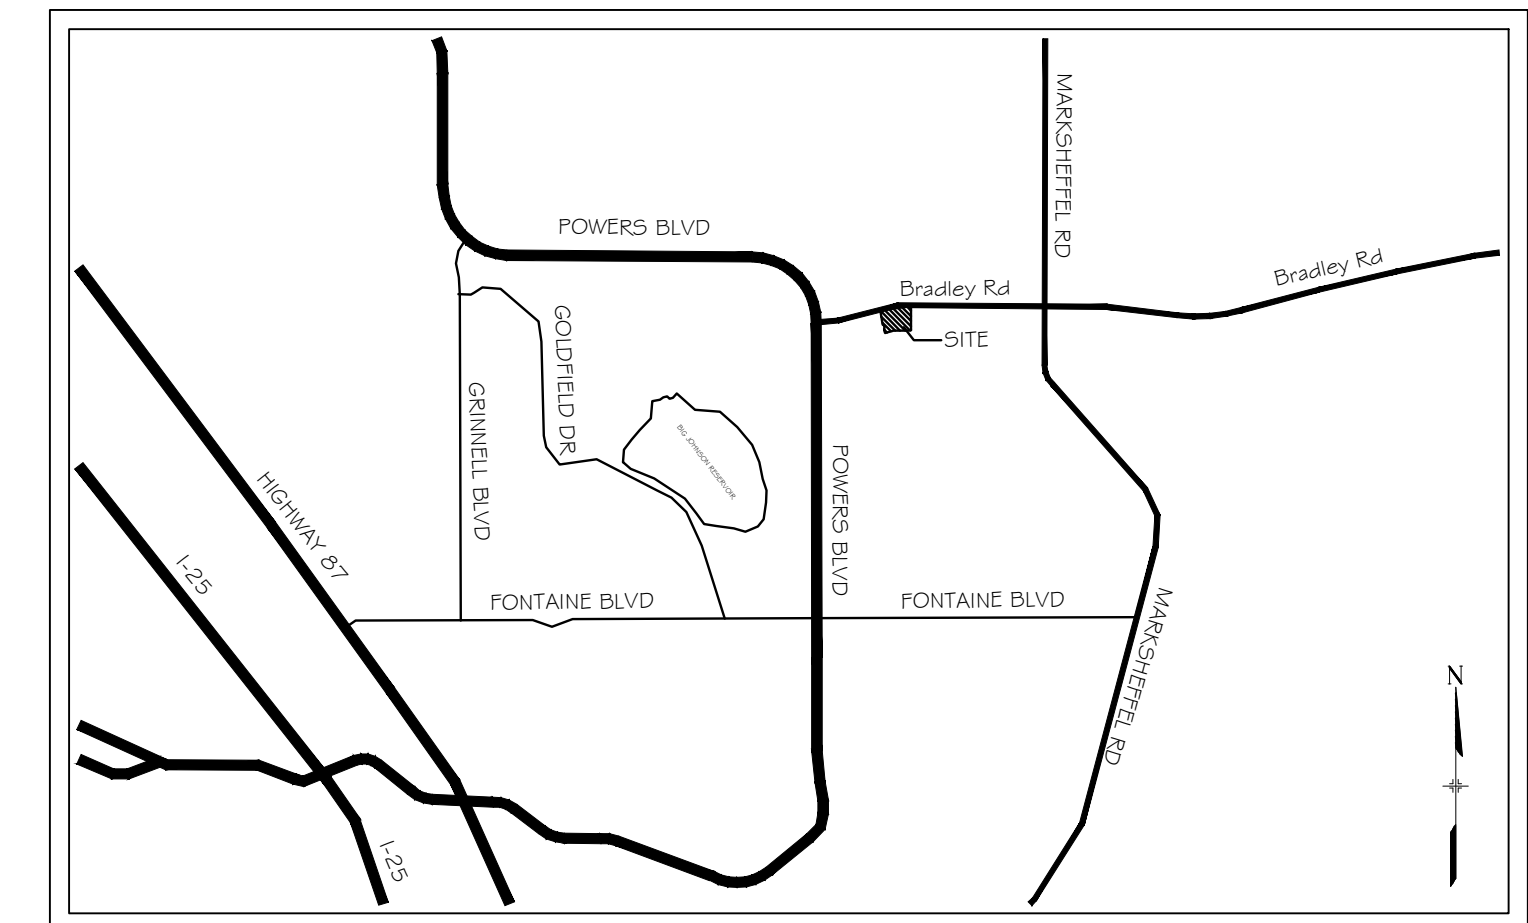 MARKSHEFFEL RD
POWERS BLVD
Bradley Rd
Bradley Rd
SITE
GOLDFIELD DR
GRINNELL BLVD
BIG JOHNSON RESERVOIR
POWERS BLVD
HIGHWAY 87
I-25
FONTAINE BLVD
FONTAINE BLVD
MARKSHEFFEL RD
N
I-25